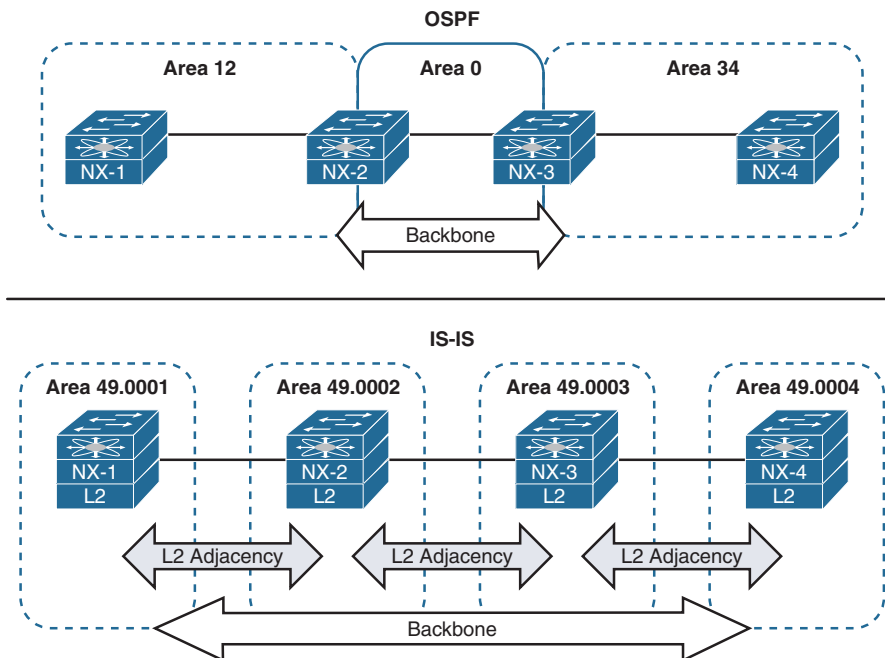 OSPF
Area 12
Area 0
Area 34
NX-1
NX-2
NX-3
NX-4
Backbone
IS-IS
Area 49.0001
Area 49.0002
Area 49.0003
Area 49.0004
NX-1
NX-2
NX-3
NX-4
L2
L2
L2
L2
L2 Adjacency
L2 Adjacency
L2 Adjacency
Backbone